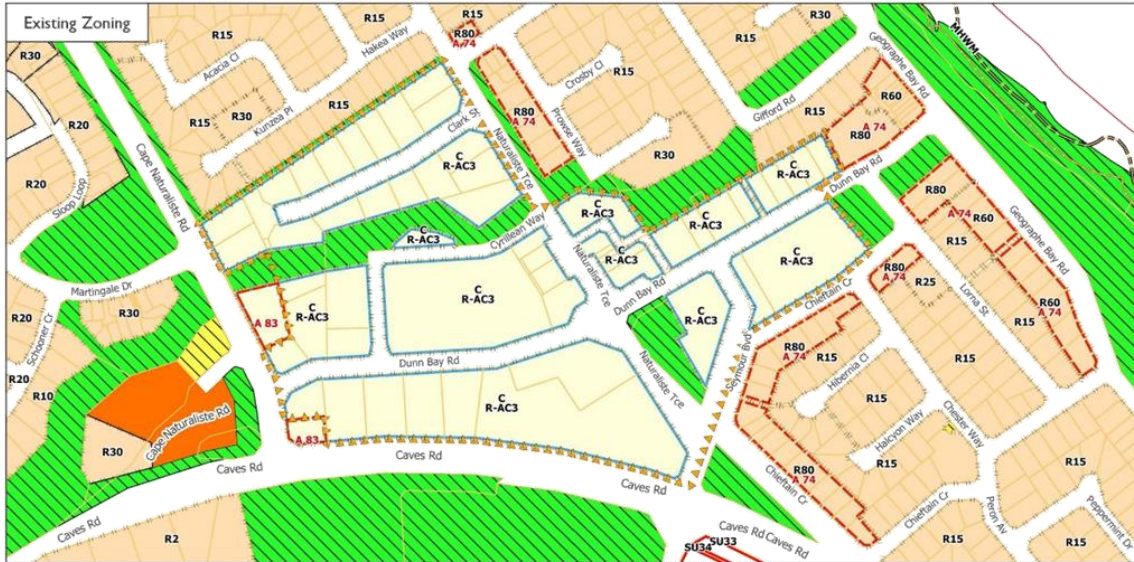 Existing Zoning
R15
R15
R30
R30
R80
A 74
Hakea Way
Acacia Cl
Crosby Cl
R15
R15
MHWM
Geographe Bay Rd
R20
R15
R30
Kunzea Pl
R15
Clark St
R80
A 74
Prowse Way
Naturaliste Tce
Gifford Rd
R15
R60
A 74
R80
R20
Sloop Loop
Cape Naturaliste Rd
C
R-AC3
R30
C
R-AC3
Dunn Bay Rd
R80
A 74
R60
Geographe Bay Rd
C
R-AC3
C
R-AC3
Cyrillean Way
C
R-AC3
C
R-AC3
Naturaliste Tce
C
R-AC3
R15
R80
A 74
R25
Lorna St
Martingale Dr
R30
R20
Schooner Cr
A 83
C
R-AC3
C
R-AC3
Dunn Bay Rd
C
R-AC3
Chieftain Cr
R60
A 74
R15
R20
R10
Dunn Bay Rd
Naturaliste Tce
Seymour Bvd
R80
A 74
R15
Hibernia Cl
R15
R15
C
R-AC3
Cape Naturaliste Rd
R30
A 83
Halcyon Way
Chester Way
R15
Caves Rd
Caves Rd
Caves Rd
R80
A 74
Chieftain Cr
R15
Chieftain Cr
Peron Av
R15
Peppermint Dr
Caves Rd
R2
Caves Rd Caves Rd
SU34
SU33
R15
R15